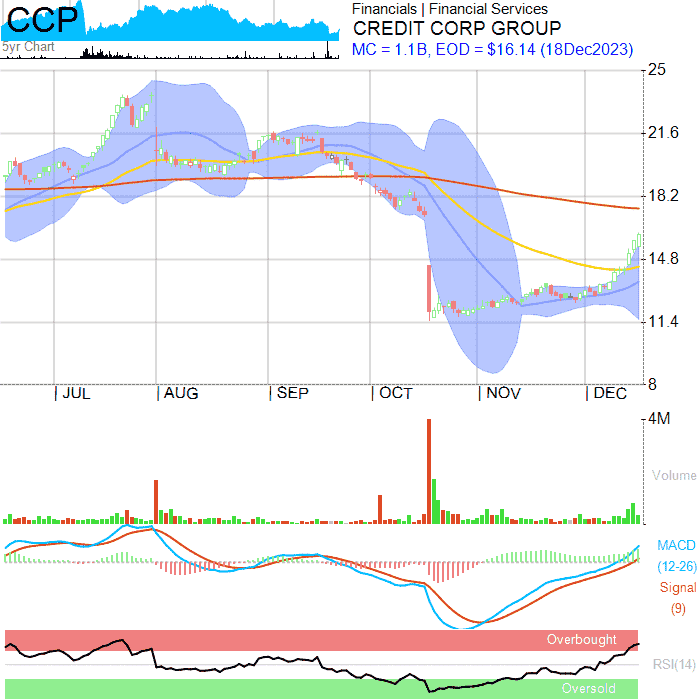 CCP
5yr Chart
Financials | Financial Services
CREDIT CORP GROUP
MC = 1.1B, EOD = $16.14 (18Dec2023)
25
21.6
18.2
14.8
11.4
8
JUL AUG SEP OCT NOV DEC
4M
Volume
MACD
(12-26)
Signal
(9)
Overbought
RSI(14)
Oversold